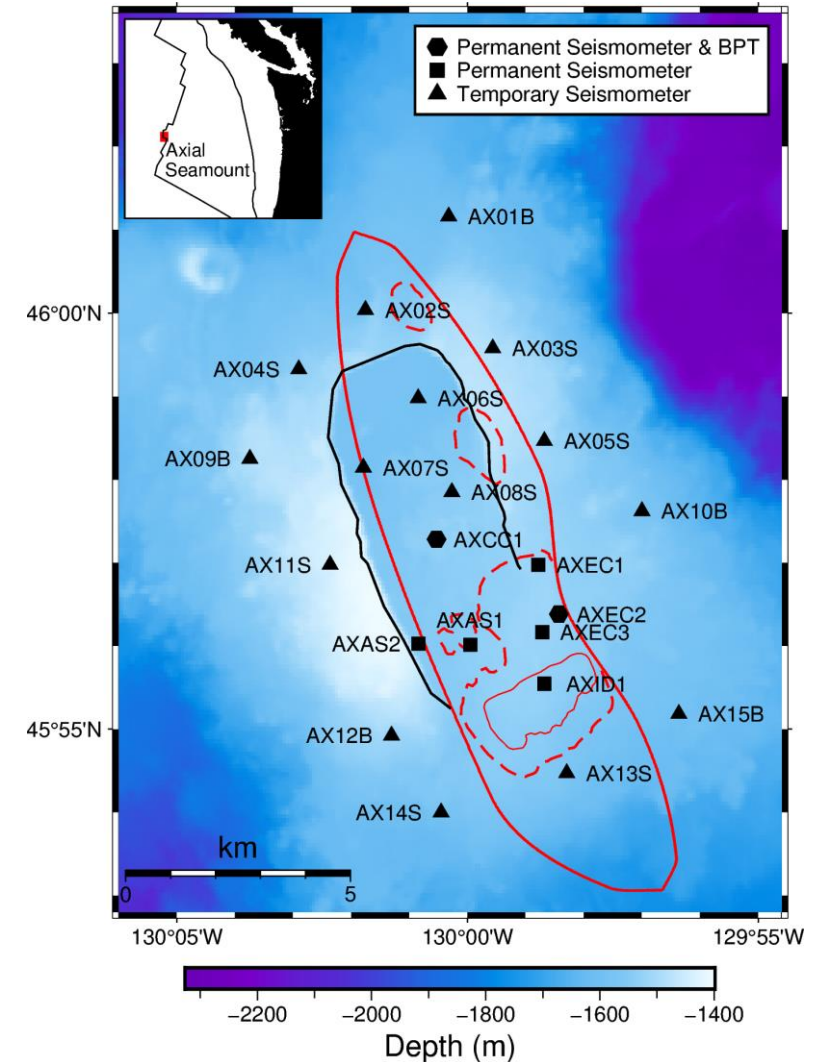 Permanent Seismometer & BPT
Permanent Seismometer
Temporary Seismometer
Axial
Seamount
AX01B
46°00'N
AX02S
AX03S
AX04S
AX06S
AX05S
AX09B
AX07S
AX08S
AX10B
AXCC1
AX11S
AXEC1
AXEC2
AXAS1
AXEC3
AXAS2
AXID1
AX15B
45°55'N
AX12B
AX13S
AX14S
km
0 5
130°05'W 130°00'W 129°55'W
−2200 −2000 −1800 −1600 −1400
Depth (m)